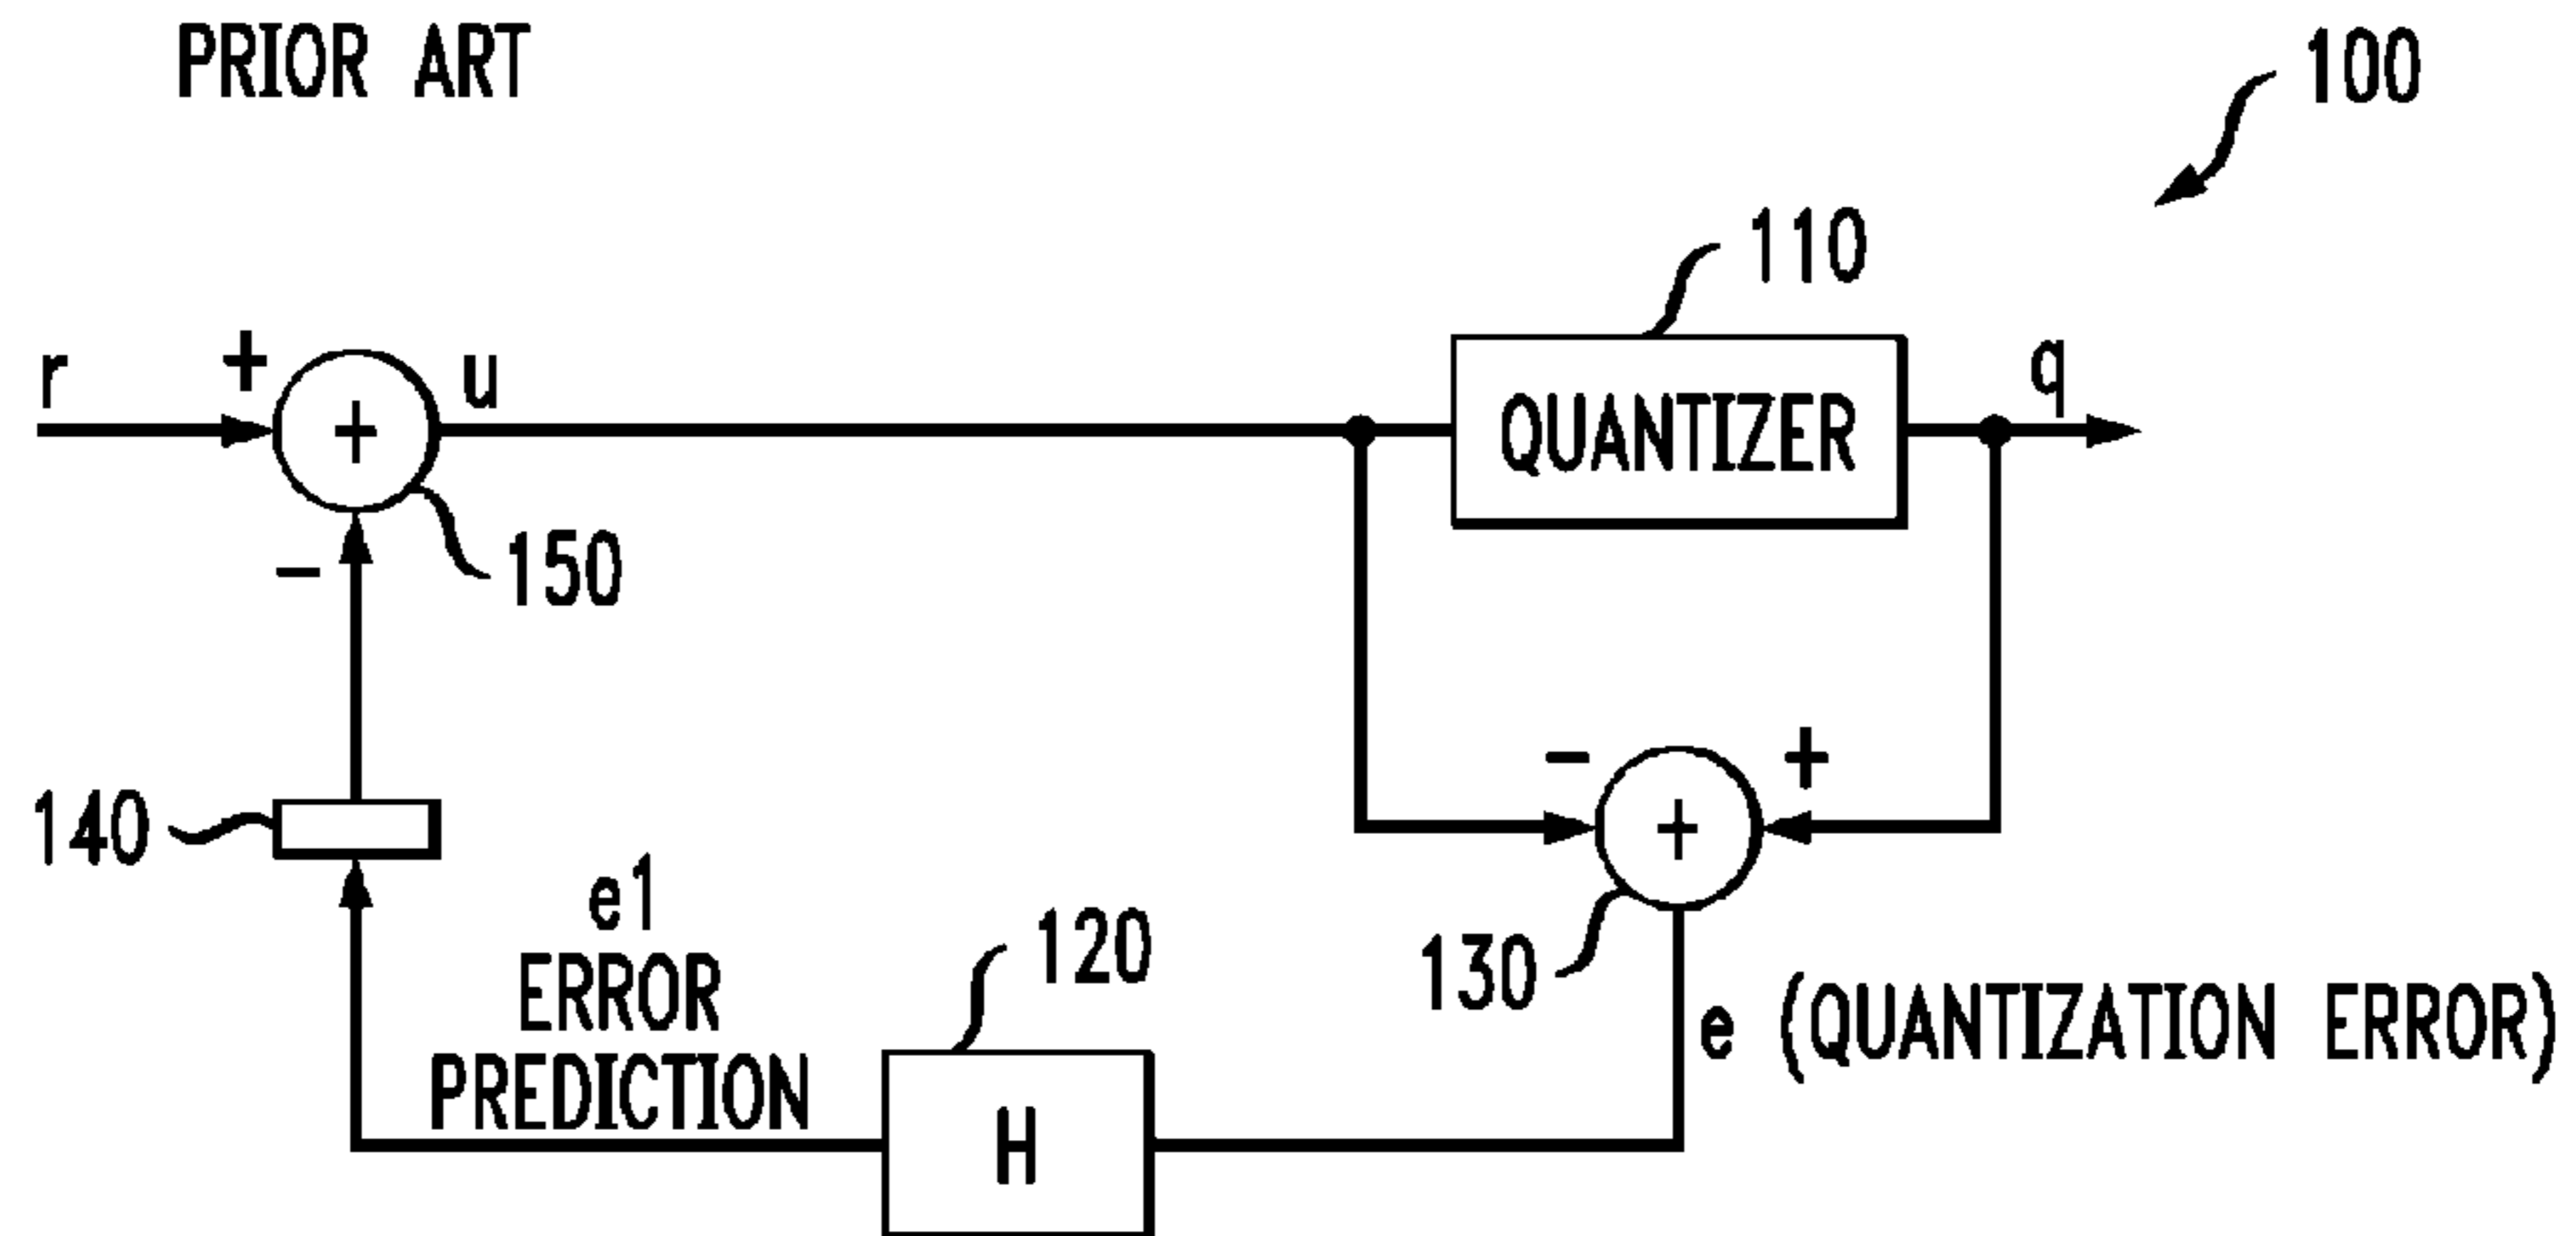 PRIOR ART
100
110
r
+
+
u
QUANTIZER
q
150
−
−
+
+
140
e1
ERROR
PREDICTION
120
130
e (QUANTIZATION ERROR)
H